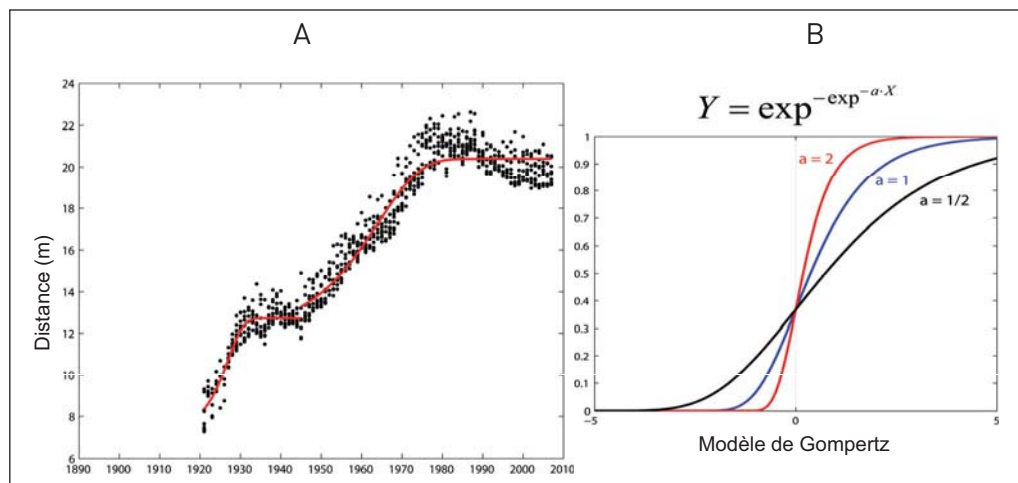 A
B
Distance (m)
24
22
20
18
16
14
12
10
8
6
1890 1900 1910 1920 1930 1940 1950 1960 1970 1980 1990 2000 2010
Y = exp^{-exp^{-a·X}}
1
0.9
0.8
0.7
0.6
0.5
0.4
0.3
0.2
0.1
0
a = 2
a = 1
a = 1/2
-5 0 5
Modèle de Gompertz